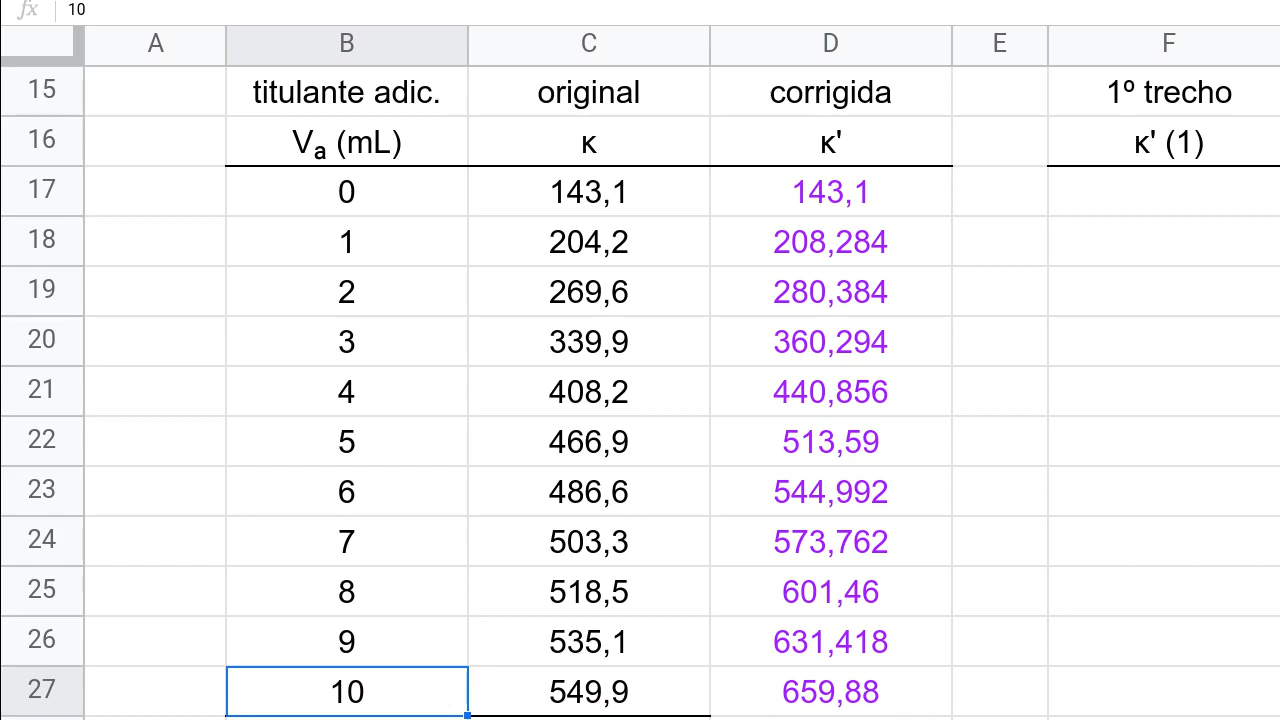 fx 10
A B C D E F
15 titulante adic. original corrigida 1º trecho
16 Va (mL) κ κ' κ' (1)
17 0 143,1 143,1
18 1 204,2 208,284
19 2 269,6 280,384
20 3 339,9 360,294
21 4 408,2 440,856
22 5 466,9 513,59
23 6 486,6 544,992
24 7 503,3 573,762
25 8 518,5 601,46
26 9 535,1 631,418
27 10 549,9 659,88